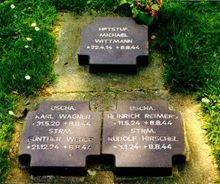 HPTSTUF.
MICHAEL
WITTMANN
*22.4.14 +8.8.44
USCHA.
KARL WAGNER
*31.5.20 +8.8.44
STRM.
GÜNTHER WEBER
*21.12.24 +8.8.44
USCHA.
HEINRICH REIMERS
*11.5.24 +8.8.44
STRM.
RUDOLF HIRSCHEL
.1.24 +8.8.44